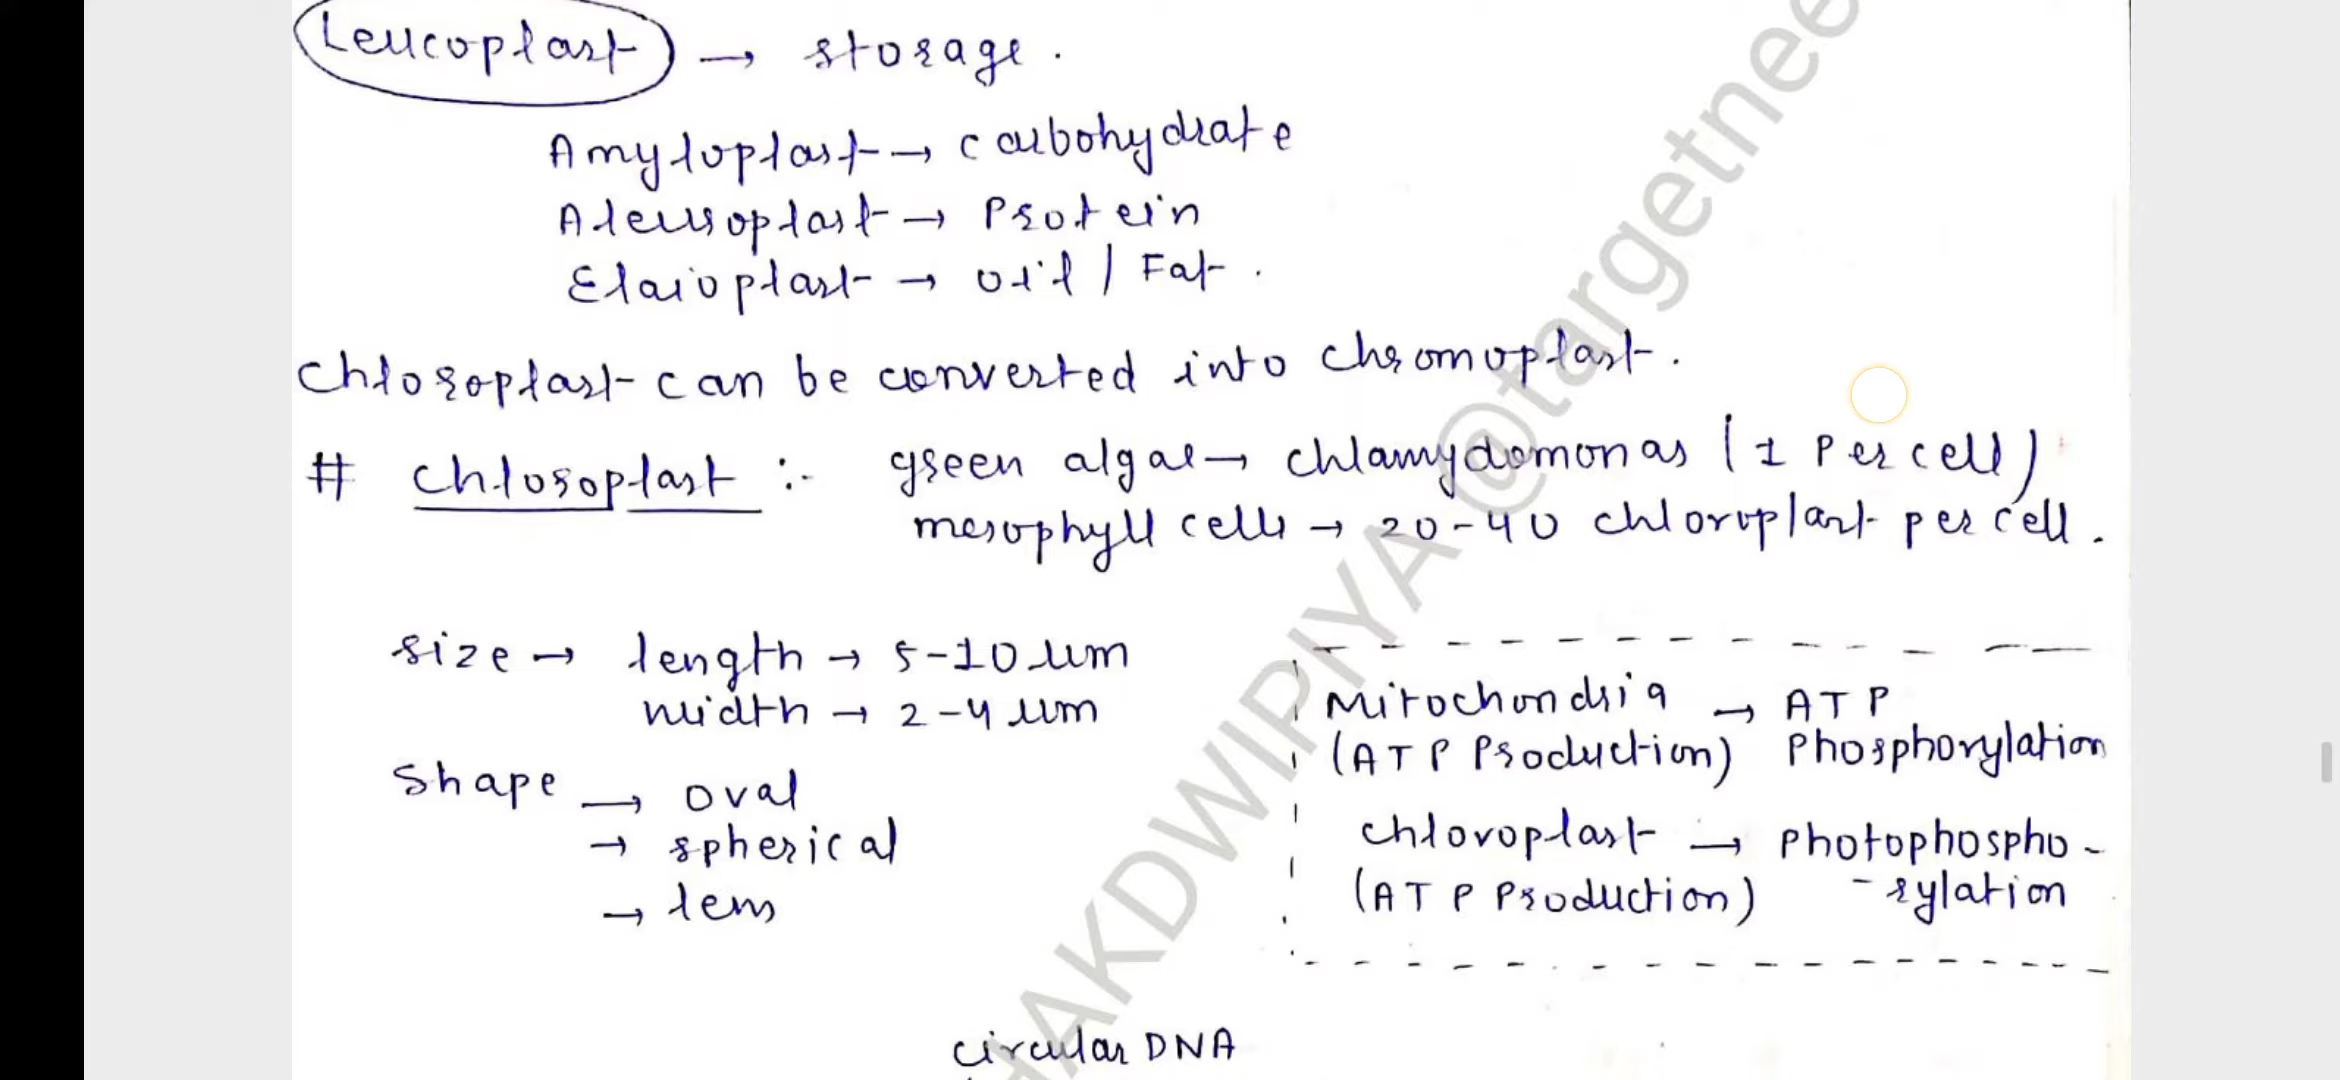 Leucoplast → storage.
Amyloplast → carbohydrate
Aleuroplast → Protein
Elaioplast → oil / Fat.
Chloroplast can be converted into chromoplast.
# Chloroplast :- green algae → chlamydomonas (1 per cell)
mesophyll cells → 20-40 chloroplast per cell.
size → length → 5-10 μm
width → 2-4 μm
Shape → oval
→ spherical
→ lens
Mitochondria → ATP
(ATP Production) Phosphorylation
chloroplast → Photophospho-
(ATP Production) -rylation
circular DNA
HAKDWIPIYA @targetnee